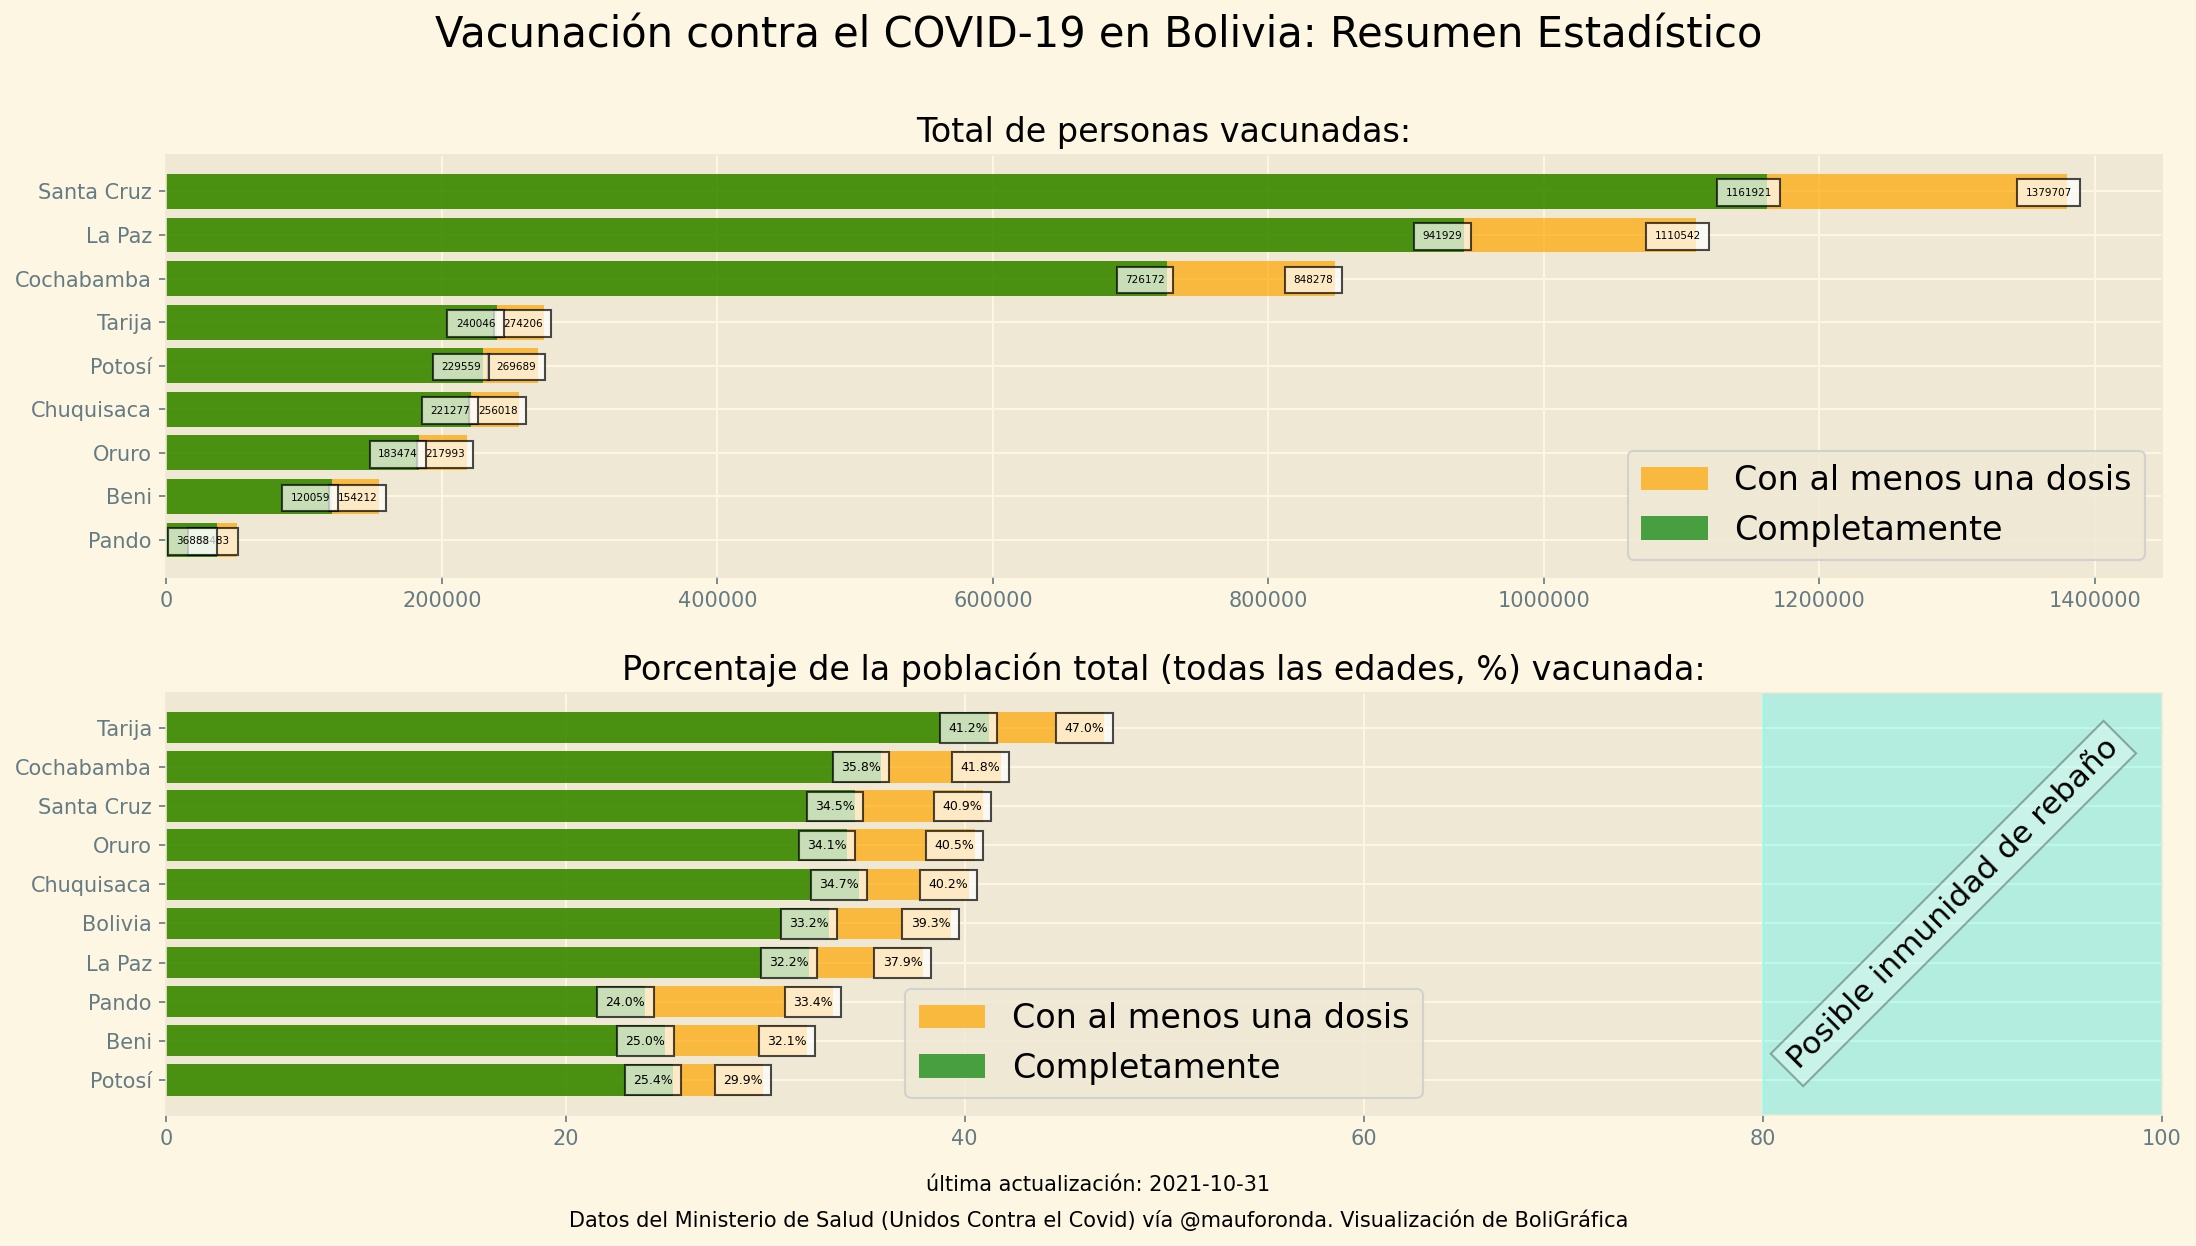 Vacunación contra el COVID-19 en Bolivia: Resumen Estadístico
Total de personas vacunadas:
Santa Cruz 1161921 1379707
La Paz 941929 1110542
Cochabamba 726172 848278
Tarija 240046 274206
Potosí 229559 269689
Chuquisaca 221277 256018
Oruro 183474 217993
Beni 120059 154212
Pando 36888
Con al menos una dosis
Completamente
0 200000 400000 600000 800000 1000000 1200000 1400000
Porcentaje de la población total (todas las edades, %) vacunada:
Tarija 41.2% 47.0%
Cochabamba 35.8% 41.8%
Santa Cruz 34.5% 40.9%
Oruro 34.1% 40.5%
Chuquisaca 34.7% 40.2%
Bolivia 33.2% 39.3%
La Paz 32.2% 37.9%
Pando 24.0% 33.4%
Beni 25.0% 32.1%
Potosí 25.4% 29.9%
Con al menos una dosis
Completamente
Posible inmunidad de rebaño
0 20 40 60 80 100
última actualización: 2021-10-31
Datos del Ministerio de Salud (Unidos Contra el Covid) vía @mauforonda. Visualización de BoliGráfica